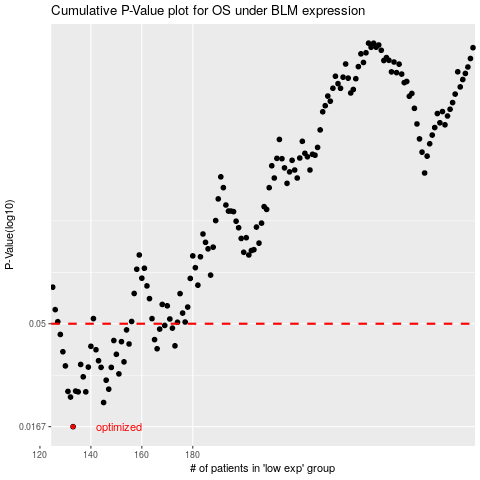 Cumulative P-Value plot for OS under BLM expression
P-Value(log10)
0.05
0.0167
optimized
120 140 160 180
# of patients in 'low exp' group